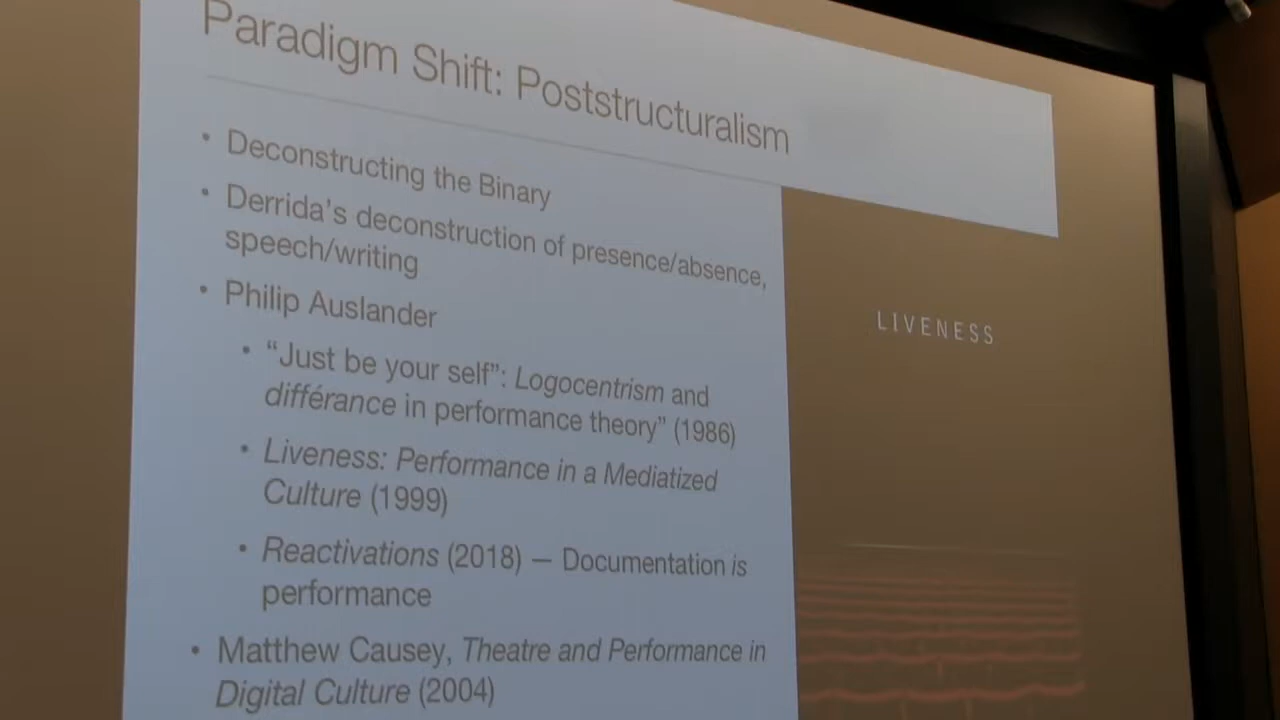 Paradigm Shift: Poststructuralism
• Deconstructing the Binary
• Derrida's deconstruction of presence/absence,
speech/writing
• Philip Auslander
• “Just be your self”: Logocentrism and
différance in performance theory” (1986)
• Liveness: Performance in a Mediatized
Culture (1999)
• Reactivations (2018) — Documentation is
performance
• Matthew Causey, Theatre and Performance in
Digital Culture (2004)
LIVENESS